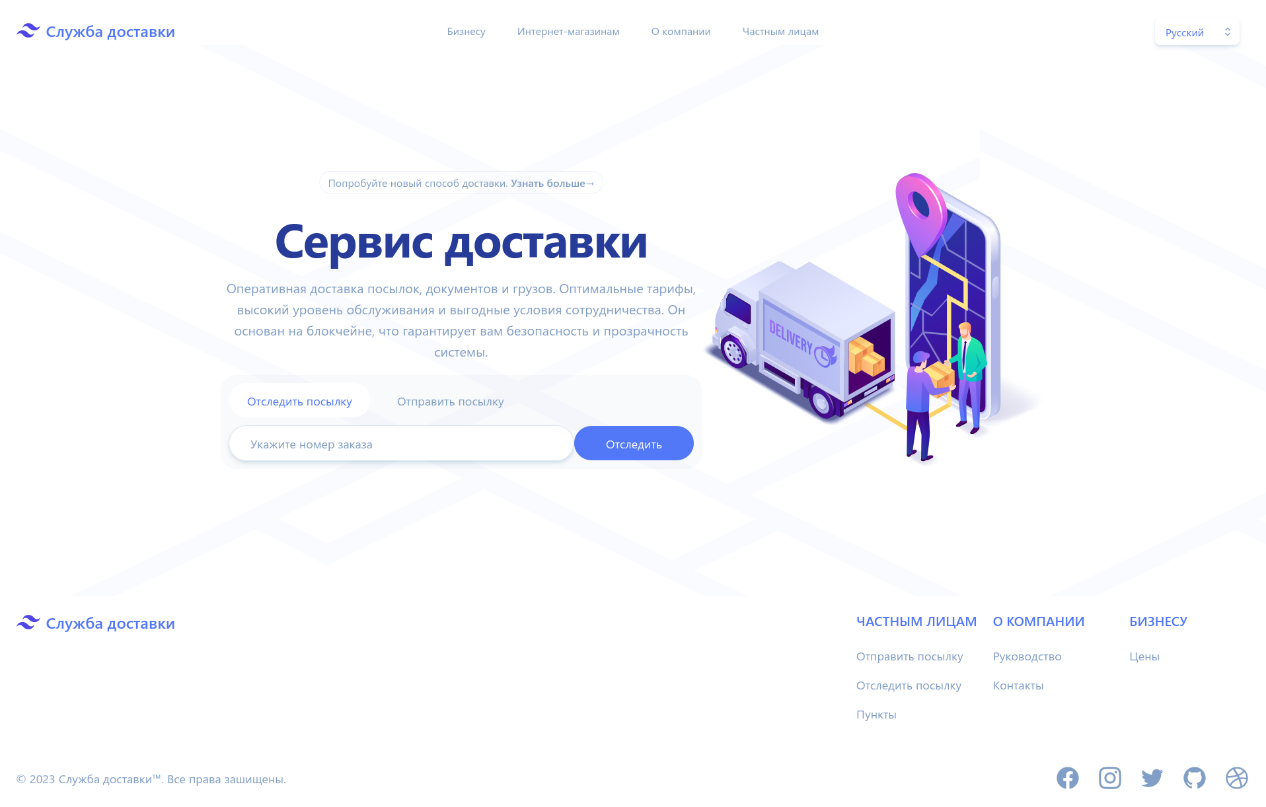 Служба доставки
Бизнесу
Интернет-магазинам
О компании
Частным лицам
Русский
Попробуйте новый способ доставки. Узнать больше→
Сервис доставки
Оперативная доставка посылок, документов и грузов. Оптимальные тарифы,
высокий уровень обслуживания и выгодные условия сотрудничества. Он
основан на блокчейне, что гарантирует вам безопасность и прозрачность
системы.
Отследить посылку
Отправить посылку
Укажите номер заказа
Отследить
DELIVERY
Служба доставки
ЧАСТНЫМ ЛИЦАМ
Отправить посылку
Отследить посылку
Пункты
О КОМПАНИИ
Руководство
Контакты
БИЗНЕСУ
Цены
© 2023 Служба доставки™. Все права зашищены.